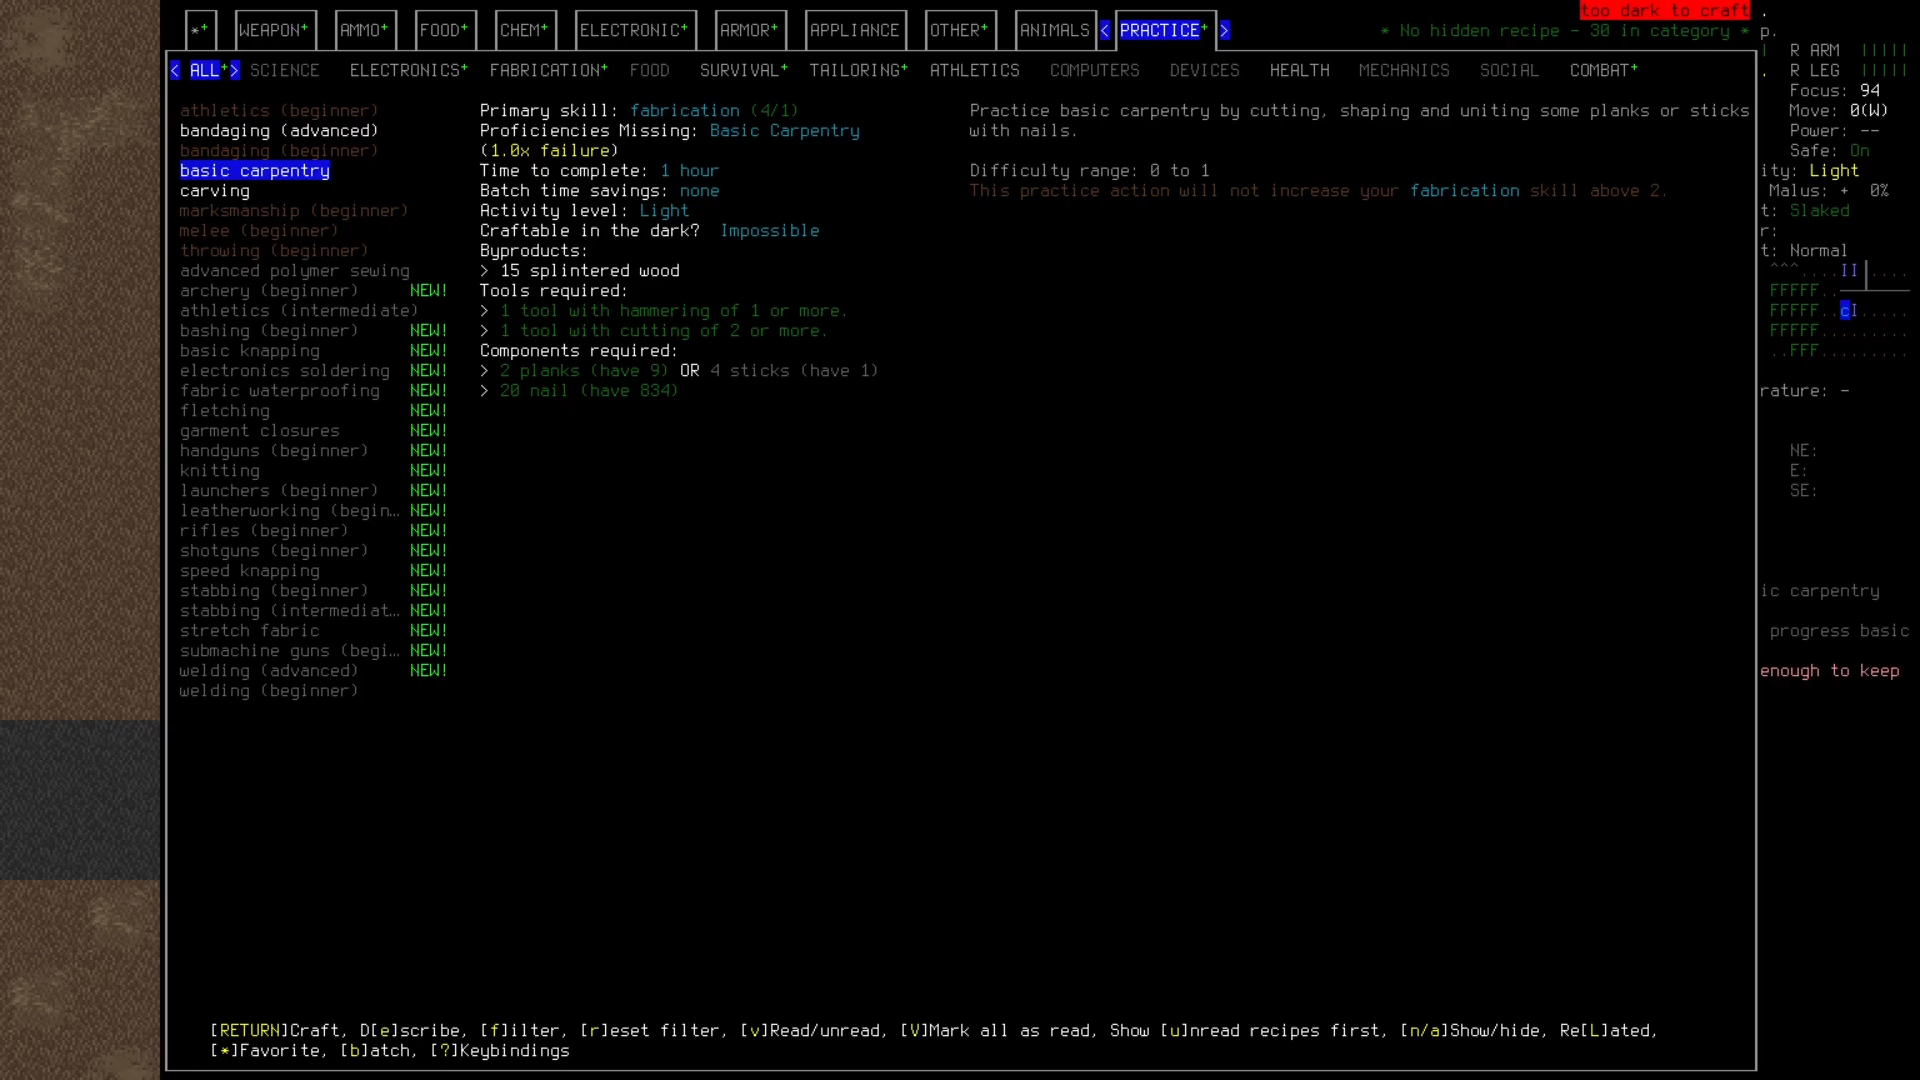 too dark to craft .
*+ WEAPON+ AMMO+ FOOD+ CHEM+ ELECTRONIC+ ARMOR+ APPLIANCE OTHER+ ANIMALS < PRACTICE+ > * No hidden recipe - 30 in category * p.
R ARM |||||
< ALL+> SCIENCE ELECTRONICS+ FABRICATION+ FOOD SURVIVAL+ TAILORING+ ATHLETICS COMPUTERS DEVICES HEALTH MECHANICS SOCIAL COMBAT+ . R LEG |||||
Focus: 94
athletics (beginner) Primary skill: fabrication (4/1) Practice basic carpentry by cutting, shaping and uniting some planks or sticks Move: 0(W)
bandaging (advanced) Proficiencies Missing: Basic Carpentry with nails. Power: --
bandaging (beginner) (1.0x failure) Safe: On
basic carpentry Time to complete: 1 hour Difficulty range: 0 to 1 ity: Light
carving Batch time savings: none This practice action will not increase your fabrication skill above 2. Malus: + 0%
marksmanship (beginner) Activity level: Light t: Slaked
melee (beginner) Craftable in the dark? Impossible r:
throwing (beginner) Byproducts: t: Normal
advanced polymer sewing > 15 splintered wood ^^^....II|....
archery (beginner) NEW! Tools required: FFFFF..
athletics (intermediate) > 1 tool with hammering of 1 or more. FFFFF..cI.....
bashing (beginner) NEW! > 1 tool with cutting of 2 or more. FFFFF.........
basic knapping NEW! Components required: ..FFF.........
electronics soldering NEW! > 2 planks (have 9) OR 4 sticks (have 1)
fabric waterproofing NEW! > 20 nail (have 834) rature: -
fletching NEW!
garment closures NEW!
handguns (beginner) NEW! NE:
knitting NEW! E:
launchers (beginner) NEW! SE:
leatherworking (begin… NEW!
rifles (beginner) NEW!
shotguns (beginner) NEW!
speed knapping NEW!
stabbing (beginner) NEW! ic carpentry
stabbing (intermediat… NEW!
stretch fabric NEW! progress basic
submachine guns (begi… NEW!
welding (advanced) NEW! enough to keep
welding (beginner)
[RETURN]Craft, D[e]scribe, [f]ilter, [r]eset filter, [v]Read/unread, [V]Mark all as read, Show [u]nread recipes first, [n/a]Show/hide, Re[L]ated,
[*]Favorite, [b]atch, [?]Keybindings